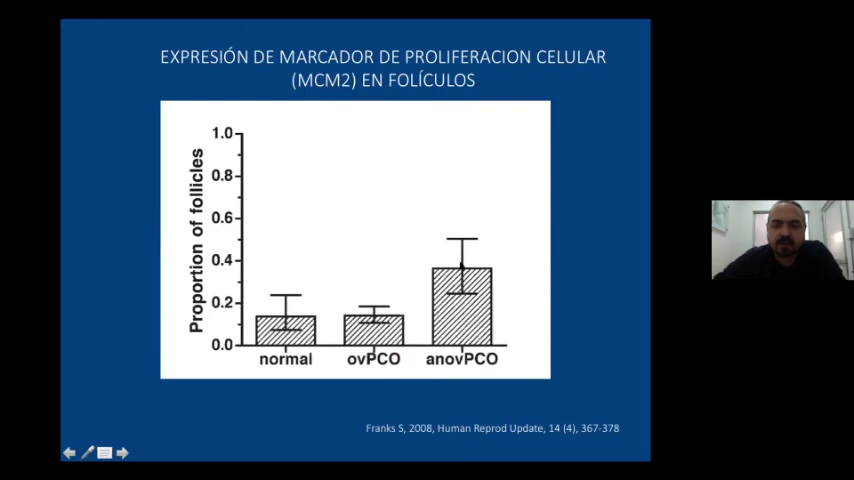 EXPRESIÓN DE MARCADOR DE PROLIFERACION CELULAR
(MCM2) EN FOLÍCULOS
Proportion of follicles
1.0
0.8
0.6
0.4
0.2
0.0
normal ovPCO anovPCO
Franks S, 2008, Human Reprod Update, 14 (4), 367-378